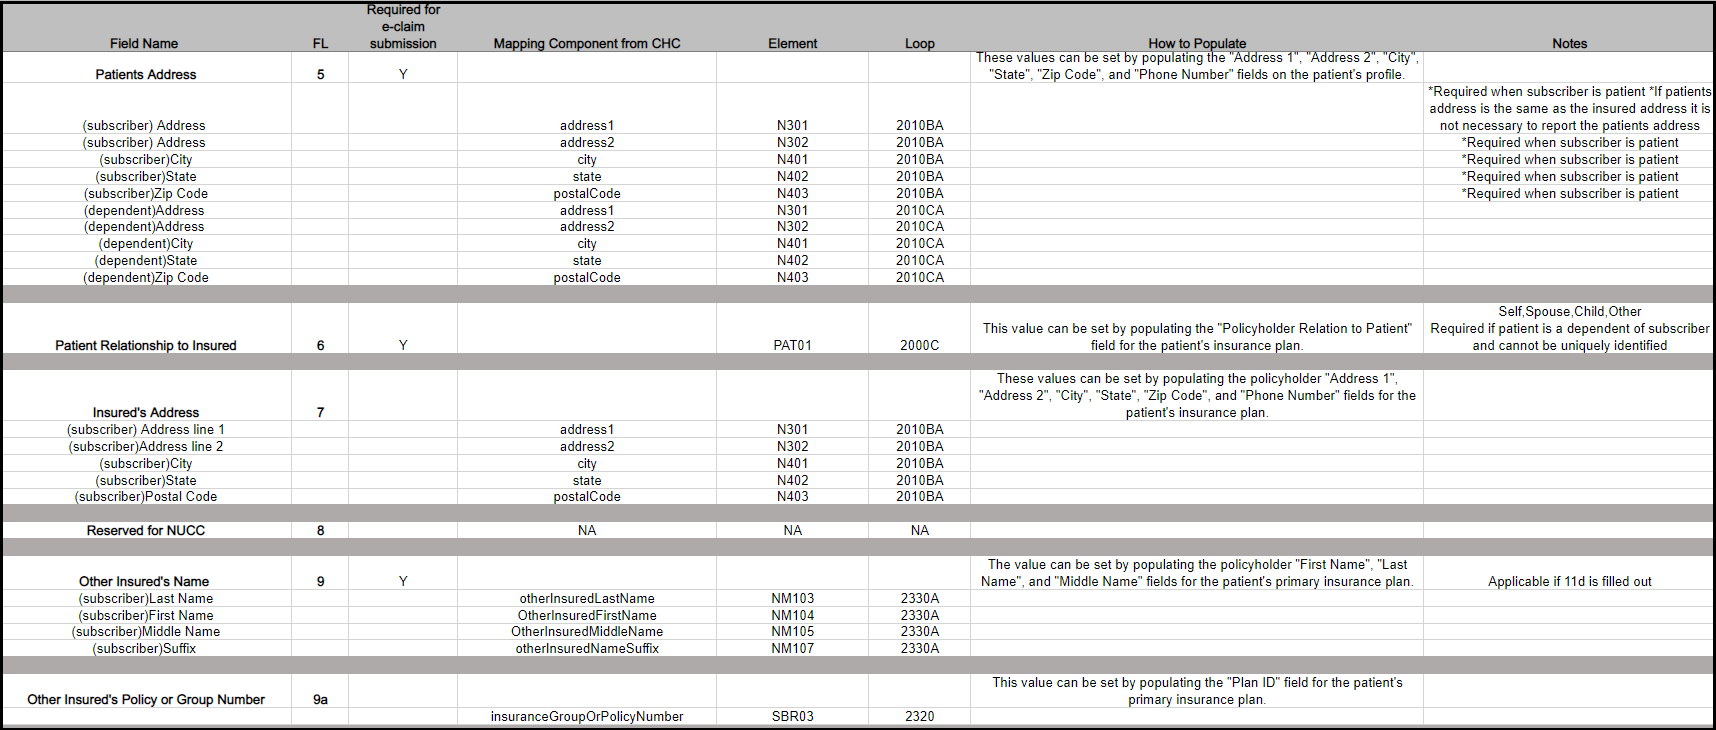 Field Name FL Required for e-claim submission Mapping Component from CHC Element Loop How to Populate Notes
Patients Address 5 Y These values can be set by populating the "Address 1", "Address 2", "City", "State", "Zip Code", and "Phone Number" fields on the patient's profile.
(subscriber) Address address1 N301 2010BA *Required when subscriber is patient *If patients address is the same as the insured address it is not necessary to report the patients address
(subscriber) Address address2 N302 2010BA *Required when subscriber is patient
(subscriber)City city N401 2010BA *Required when subscriber is patient
(subscriber)State state N402 2010BA *Required when subscriber is patient
(subscriber)Zip Code postalCode N403 2010BA *Required when subscriber is patient
(dependent)Address address1 N301 2010CA
(dependent)Address address2 N302 2010CA
(dependent)City city N401 2010CA
(dependent)State state N402 2010CA
(dependent)Zip Code postalCode N403 2010CA
Patient Relationship to Insured 6 Y PAT01 2000C This value can be set by populating the "Policyholder Relation to Patient" field for the patient's insurance plan. Self,Spouse,Child,Other Required if patient is a dependent of subscriber and cannot be uniquely identified
Insured's Address 7 These values can be set by populating the policyholder "Address 1", "Address 2", "City", "State", "Zip Code", and "Phone Number" fields for the patient's insurance plan.
(subscriber) Address line 1 address1 N301 2010BA
(subscriber)Address line 2 address2 N302 2010BA
(subscriber)City city N401 2010BA
(subscriber)State state N402 2010BA
(subscriber)Postal Code postalCode N403 2010BA
Reserved for NUCC 8 NA NA NA
Other Insured's Name 9 Y The value can be set by populating the policyholder "First Name", "Last Name", and "Middle Name" fields for the patient's primary insurance plan. Applicable if 11d is filled out
(subscriber)Last Name otherInsuredLastName NM103 2330A
(subscriber)First Name OtherInsuredFirstName NM104 2330A
(subscriber)Middle Name OtherInsuredMiddleName NM105 2330A
(subscriber)Suffix otherInsuredNameSuffix NM107 2330A
Other Insured's Policy or Group Number 9a This value can be set by populating the "Plan ID" field for the patient's primary insurance plan.
insuranceGroupOrPolicyNumber SBR03 2320